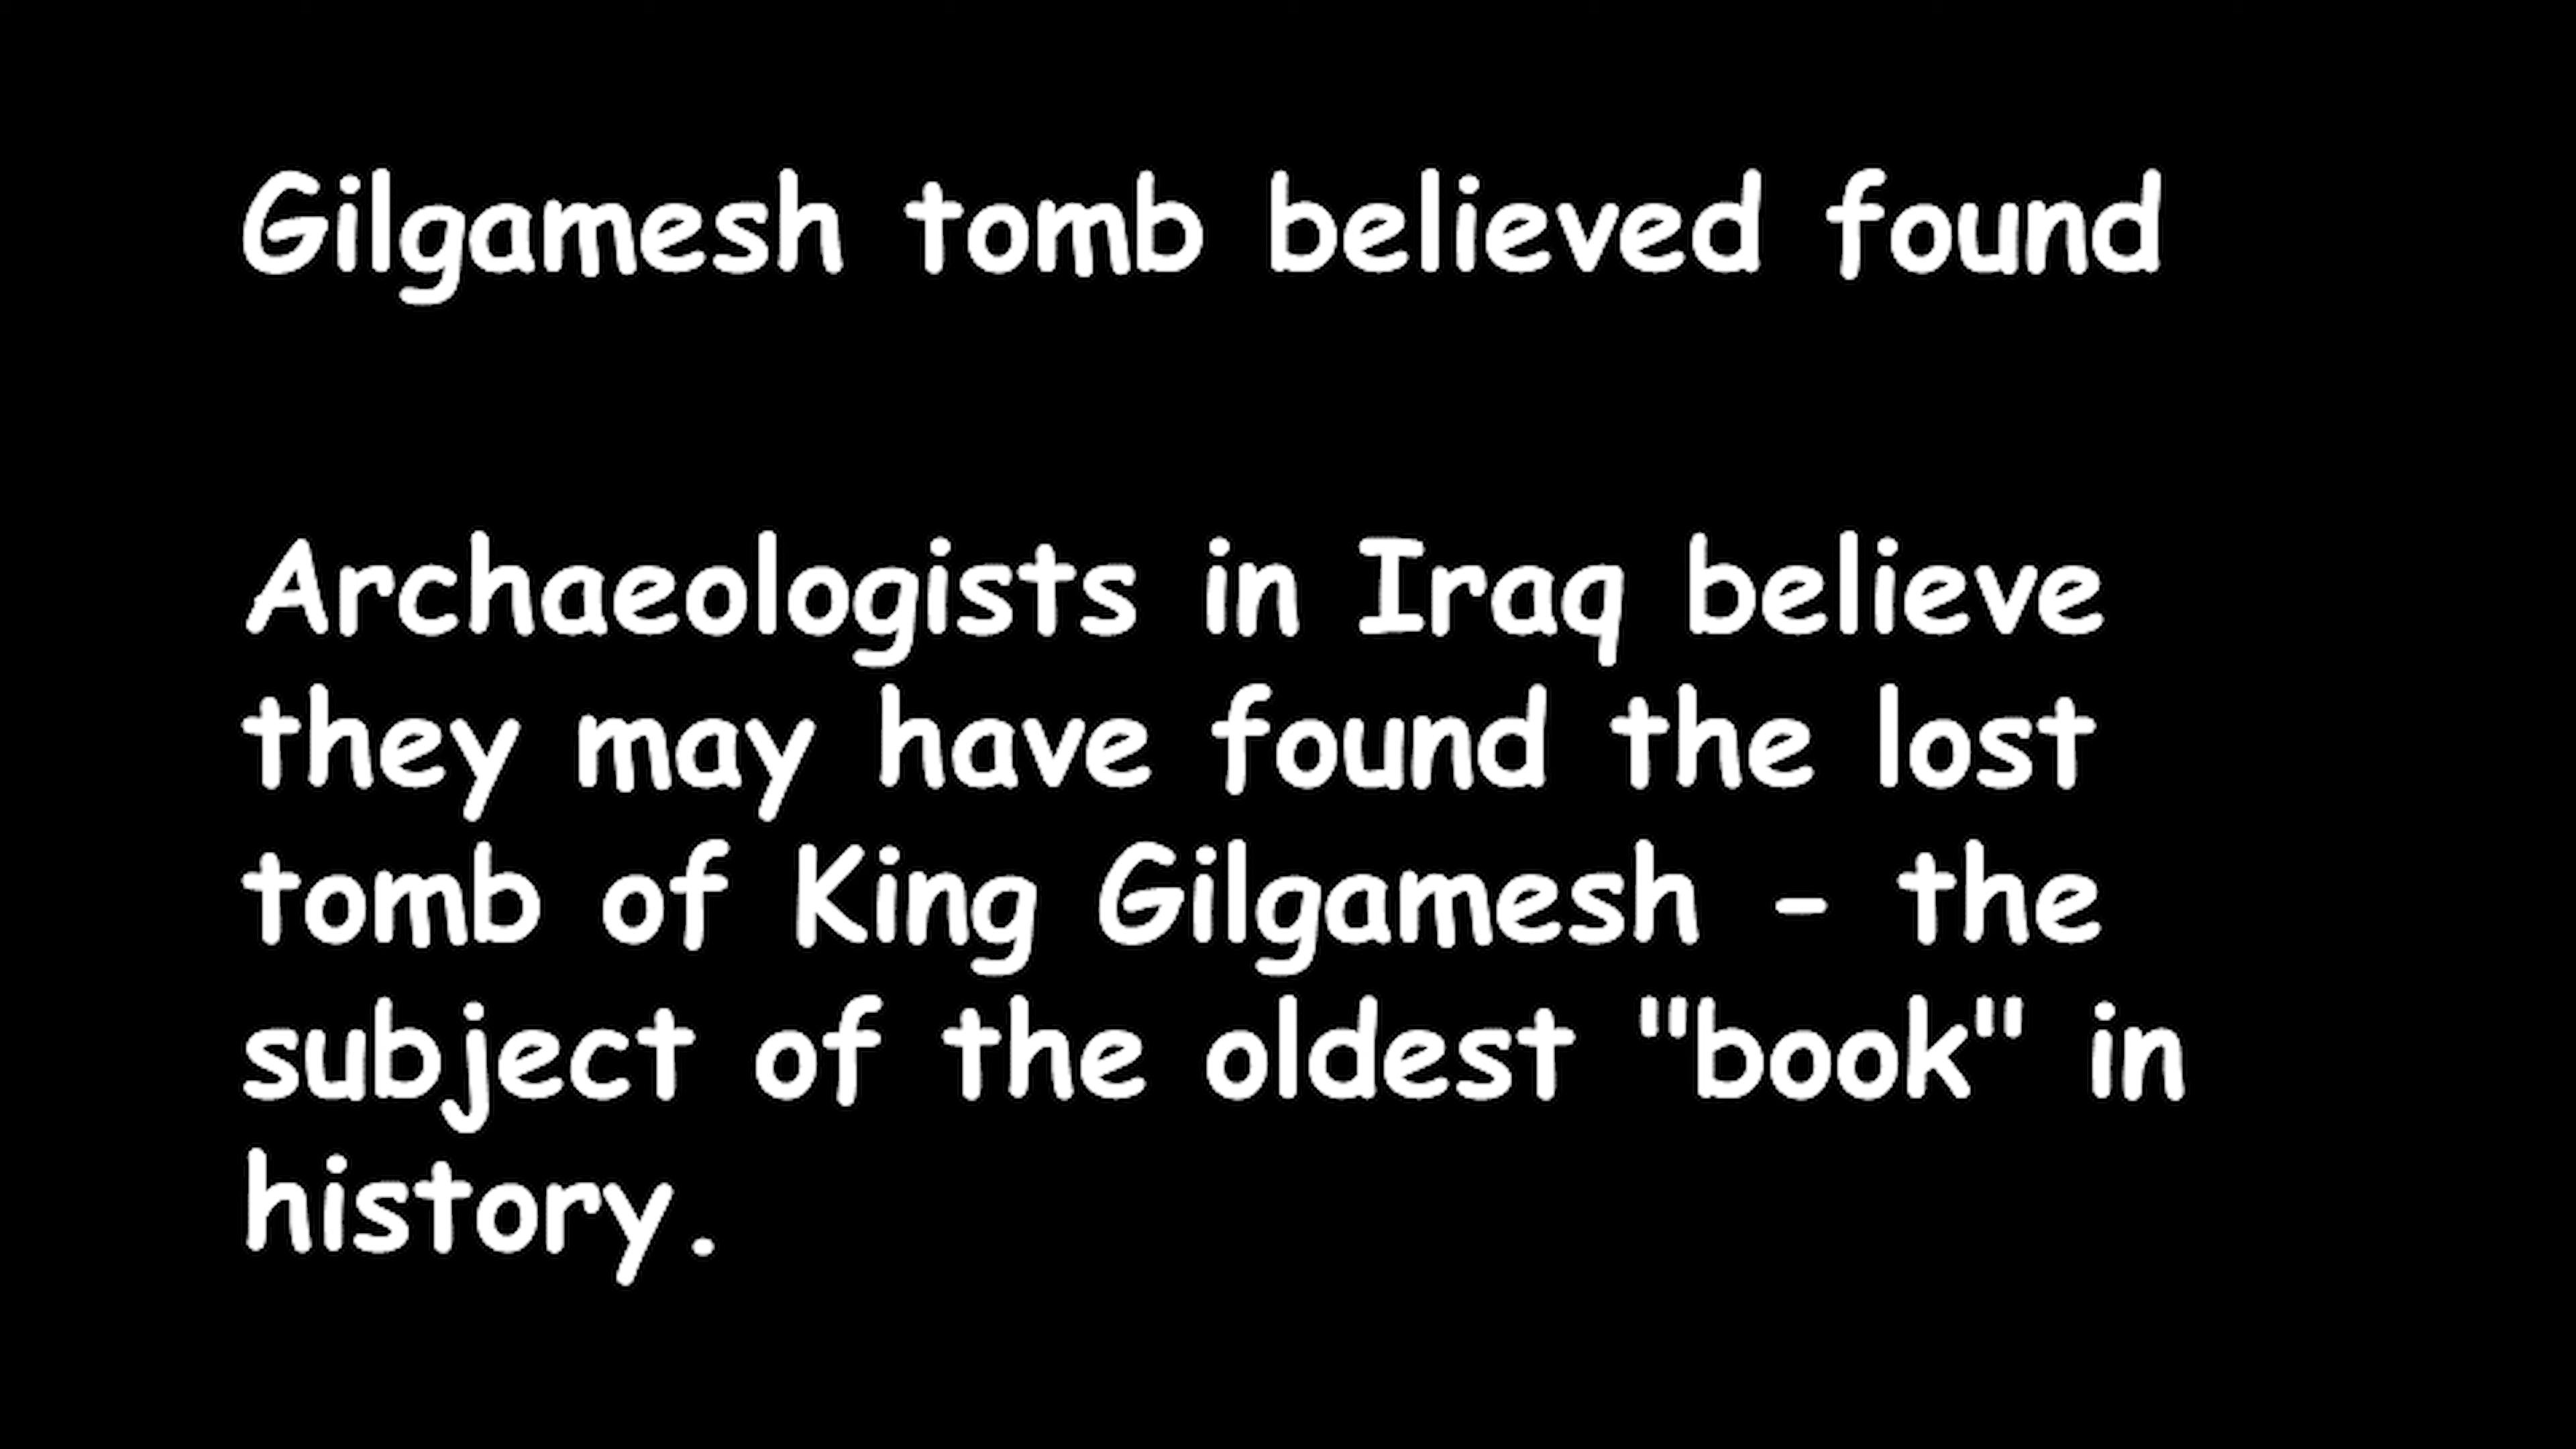 Gilgamesh tomb believed found
Archaeologists in Iraq believe
they may have found the lost
tomb of King Gilgamesh - the
subject of the oldest "book" in
history.